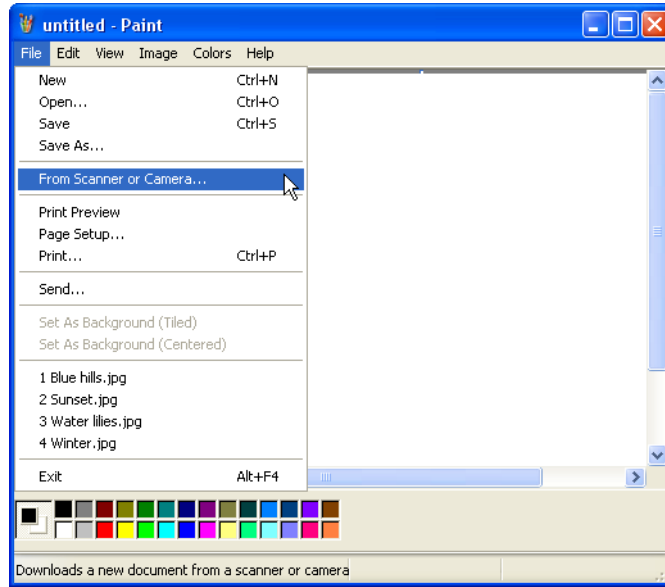 untitled - Paint
File Edit View Image Colors Help
New Ctrl+N
Open... Ctrl+O
Save Ctrl+S
Save As...
From Scanner or Camera...
Print Preview
Page Setup...
Print... Ctrl+P
Send...
Set As Background (Tiled)
Set As Background (Centered)
1 Blue hills.jpg
2 Sunset.jpg
3 Water lilies.jpg
4 Winter.jpg
Exit Alt+F4
Downloads a new document from a scanner or camera